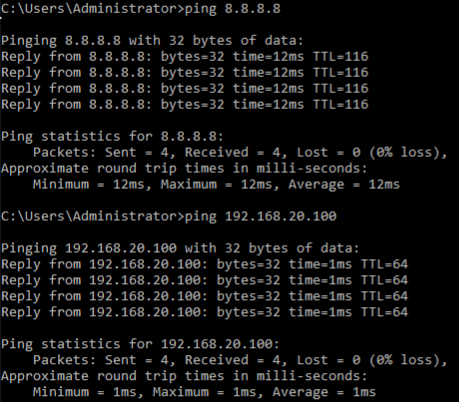 C:\Users\Administrator>ping 8.8.8.8
Pinging 8.8.8.8 with 32 bytes of data:
Reply from 8.8.8.8: bytes=32 time=12ms TTL=116
Reply from 8.8.8.8: bytes=32 time=12ms TTL=116
Reply from 8.8.8.8: bytes=32 time=12ms TTL=116
Reply from 8.8.8.8: bytes=32 time=12ms TTL=116
Ping statistics for 8.8.8.8:
    Packets: Sent = 4, Received = 4, Lost = 0 (0% loss),
Approximate round trip times in milli-seconds:
    Minimum = 12ms, Maximum = 12ms, Average = 12ms
C:\Users\Administrator>ping 192.168.20.100
Pinging 192.168.20.100 with 32 bytes of data:
Reply from 192.168.20.100: bytes=32 time=1ms TTL=64
Reply from 192.168.20.100: bytes=32 time=1ms TTL=64
Reply from 192.168.20.100: bytes=32 time=1ms TTL=64
Reply from 192.168.20.100: bytes=32 time=1ms TTL=64
Ping statistics for 192.168.20.100:
    Packets: Sent = 4, Received = 4, Lost = 0 (0% loss),
Approximate round trip times in milli-seconds:
    Minimum = 1ms, Maximum = 1ms, Average = 1ms